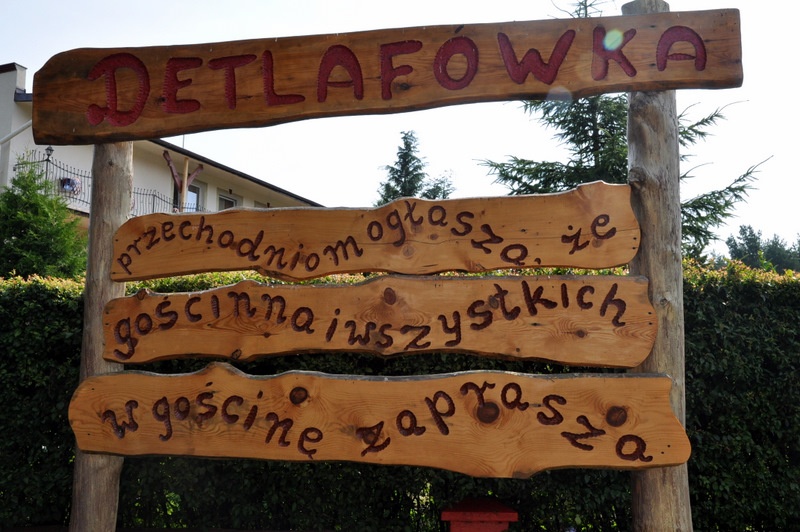 DETLAFÓWKA
przechodniom ogłasza, że
gościnna i wszystkich
w gościnę zaprasza